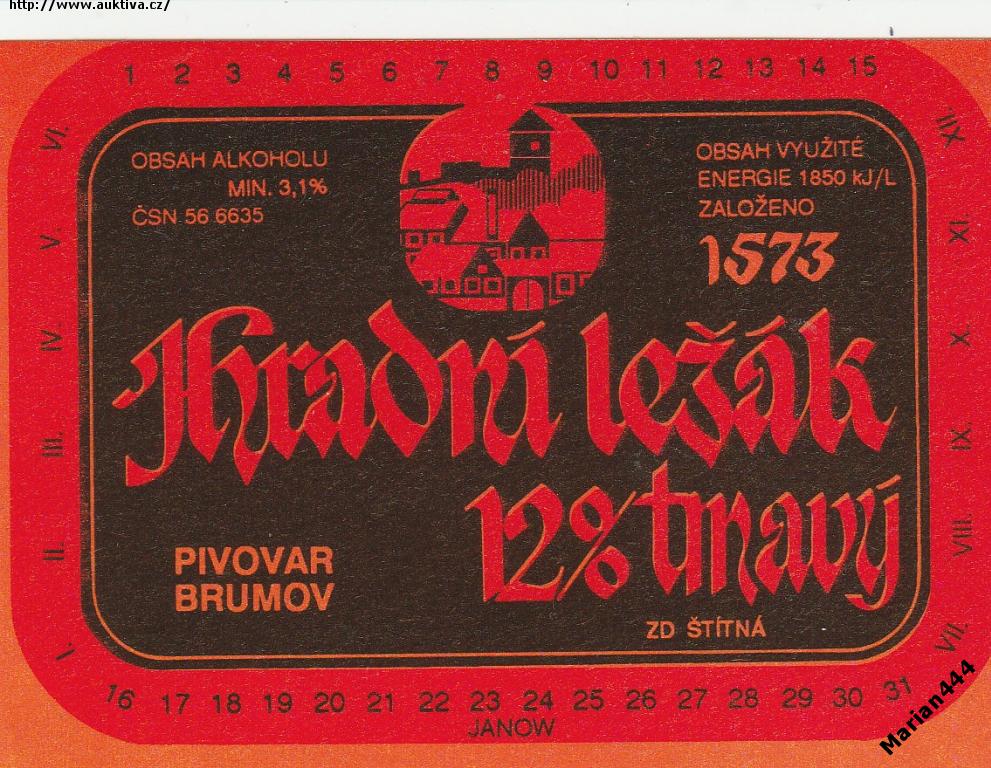 http://www.auktiva.cz/
1 2 3 4 5 6 7 8 9 10 11 12 13 14 15
OBSAH ALKOHOLU
MIN. 3,1%
ČSN 56 6635
OBSAH VYUŽITÉ
ENERGIE 1850 kJ/L
ZALOŽENO
1573
Hradní ležák
12% tmavý
PIVOVAR
BRUMOV
ZD ŠTÍTNÁ
I.
II.
III.
IV.
V.
VI.
VII.
VIII.
IX.
X
XI.
XII.
16 17 18 19 20 21 22 23 24 25 26 27 28 29 30 31
JANOW
Marian444